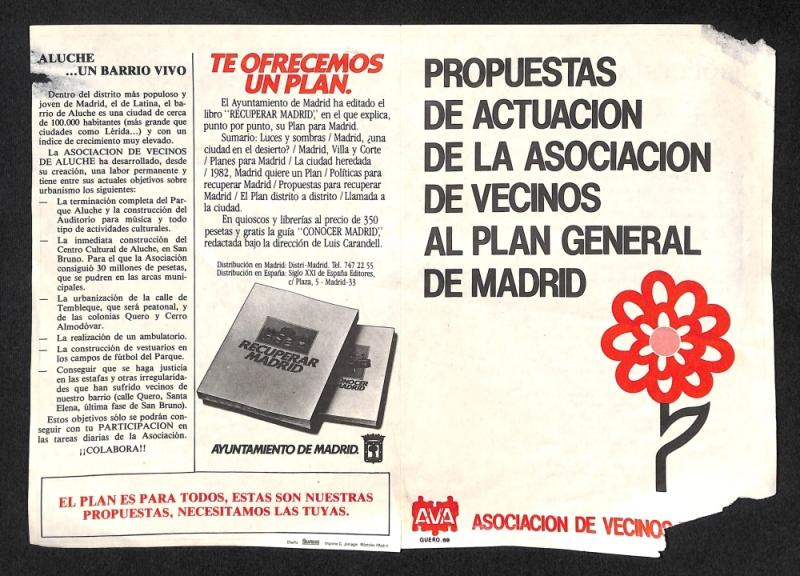 ALUCHE
...UN BARRIO VIVO
Dentro del distrito más populoso y
joven de Madrid, el de Latina, el ba-
rrio de Aluche es una ciudad de cerca
de 100.000 habitantes (más grande que
ciudades como Lérida...) y con un
índice de crecimiento muy elevado.
La ASOCIACION DE VECINOS
DE ALUCHE ha desarrollado, desde
su creación, una labor permanente y
tiene entre sus actuales objetivos sobre
urbanismo los siguientes:
— La terminación completa del Par-
que Aluche y la construcción del
Auditorio para música y todo
tipo de actividades culturales.
— La inmediata construcción del
Centro Cultural de Aluche, en San
Bruno. Para el que la Asociación
consiguió 30 millones de pesetas,
que se pudren en las arcas muni-
cipales.
— La urbanización de la calle de
Tembleque, que será peatonal, y
de las colonias Quero y Cerro
Almodóvar.
— La realización de un ambulatorio.
— La construcción de vestuarios en
los campos de fútbol del Parque.
— Conseguir que se haga justicia
en las estafas y otras irregularida-
des que han sufrido vecinos de
nuestro barrio (calle Quero, Santa
Elena, última fase de San Bruno).
Estos objetivos sólo se podrán con-
seguir con tu PARTICIPACION en
las tareas diarias de la Asociación.
¡¡COLABORA!!
TE OFRECEMOS
UN PLAN.
El Ayuntamiento de Madrid ha editado el
libro "RECUPERAR MADRID," en el que explica,
punto por punto, su Plan para Madrid.
Sumario: Luces y sombras / Madrid, ¿una
ciudad en el desierto? / Madrid, Villa y Corte
/ Planes para Madrid / La ciudad heredada
/ 1982, Madrid quiere un Plan / Políticas para
recuperar Madrid / Propuestas para recuperar
Madrid / El Plan distrito a distrito / Llamada a
la ciudad.
En quioscos y librerías al precio de 350
pesetas y gratis la guía "CONOCER MADRID,"
redactada bajo la dirección de Luis Carandell.
Distribución en Madrid: Distri-Madrid. Tel. 747 22 55
Distribución en España: Siglo XXI de España Editores,
c/ Plaza, 5 - Madrid-33
RECUPERAR
MADRID
CONOCER
MADRID
AYUNTAMIENTO DE MADRID.
EL PLAN ES PARA TODOS, ESTAS SON NUESTRAS
PROPUESTAS, NECESITAMOS LAS TUYAS.
PROPUESTAS
DE ACTUACION
DE LA ASOCIACION
DE VECINOS
AL PLAN GENERAL
DE MADRID
AVA
QUERO.69
ASOCIACION DE VECINOS